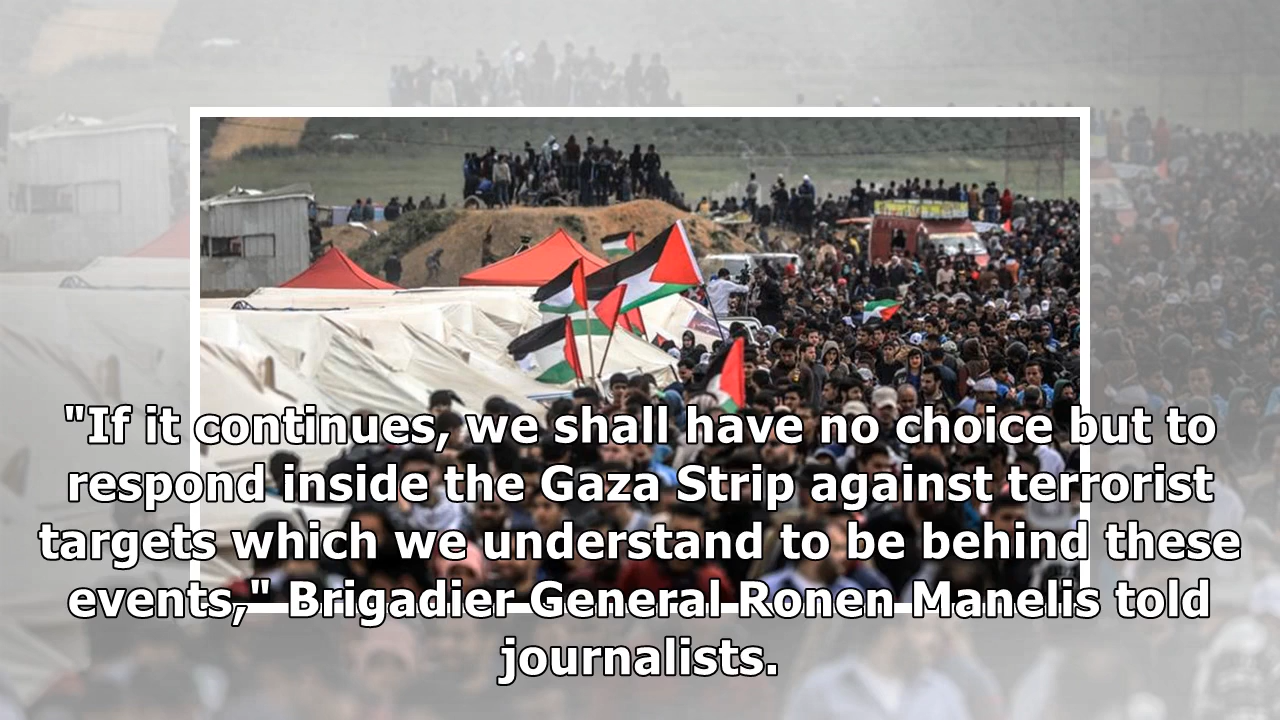 "If it continues, we shall have no choice but to
respond inside the Gaza Strip against terrorist
targets which we understand to be behind these
events," Brigadier General Ronen Manelis told
journalists.